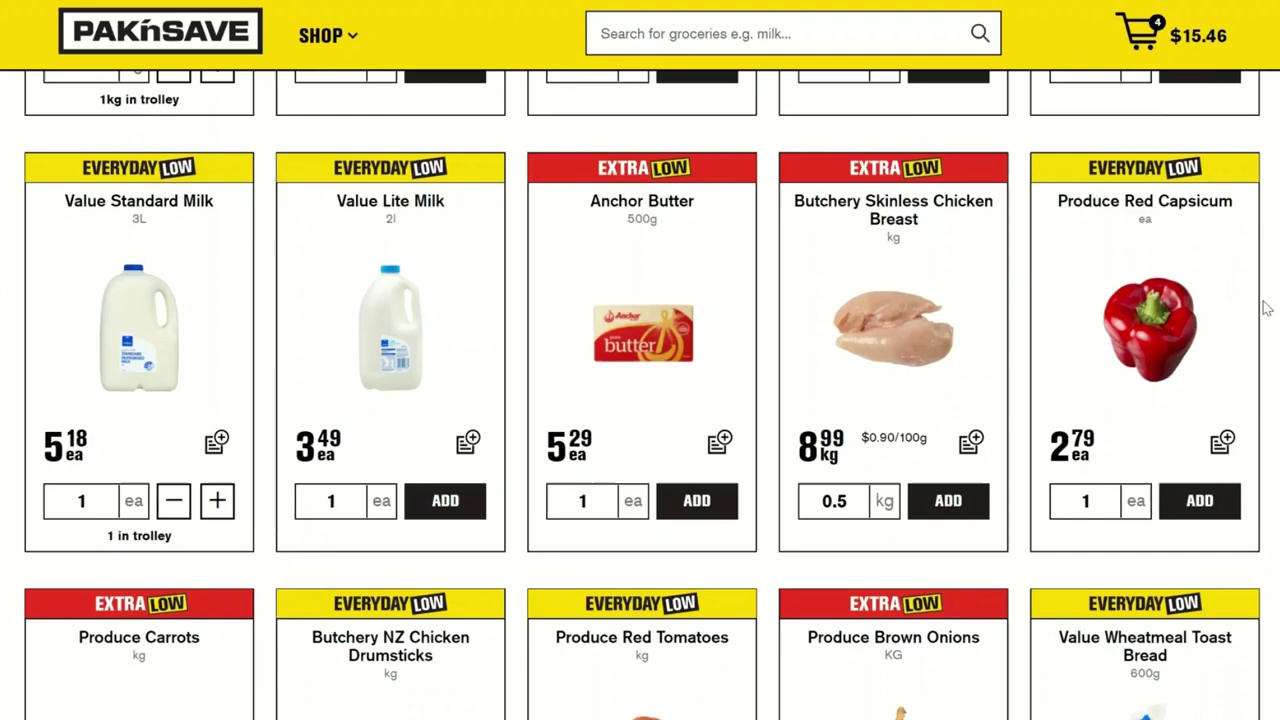 PAK'nSAVE
SHOP
Search for groceries e.g. milk...
4
$15.46
1kg in trolley
EVERYDAY LOW
Value Standard Milk
3L
5 18 ea
1 ea
1 in trolley
EVERYDAY LOW
Value Lite Milk
2l
3 49 ea
1 ea ADD
EXTRA LOW
Anchor Butter
500g
Anchor
butter
5 29 ea
1 ea ADD
EXTRA LOW
Butchery Skinless Chicken
Breast
kg
8 99 kg $0.90/100g
0.5 kg ADD
EVERYDAY LOW
Produce Red Capsicum
ea
2 79 ea
1 ea ADD
EXTRA LOW
Produce Carrots
kg
EVERYDAY LOW
Butchery NZ Chicken
Drumsticks
kg
EVERYDAY LOW
Produce Red Tomatoes
kg
EXTRA LOW
Produce Brown Onions
KG
EVERYDAY LOW
Value Wheatmeal Toast
Bread
600g